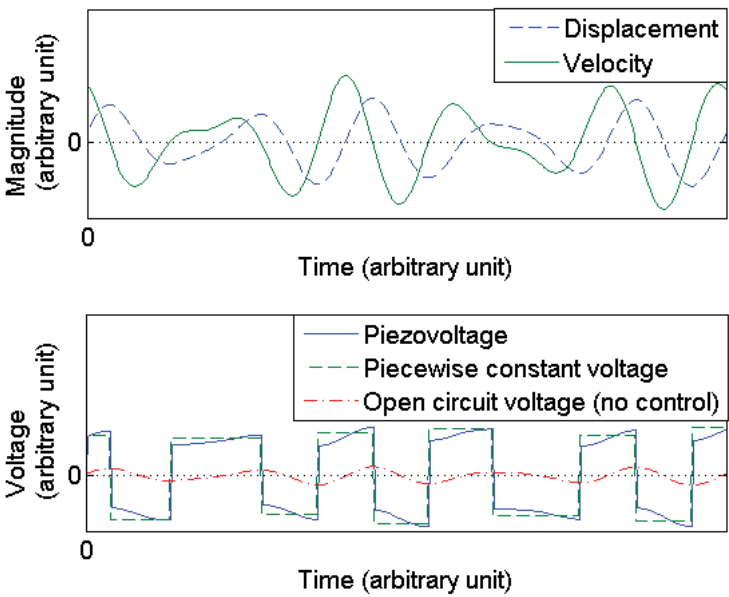 Displacement
Velocity
Magnitude
(arbitrary unit)
0
0
Time (arbitrary unit)
Piezovoltage
Piecewise constant voltage
Open circuit voltage (no control)
Voltage
(arbitrary unit)
0
0
Time (arbitrary unit)